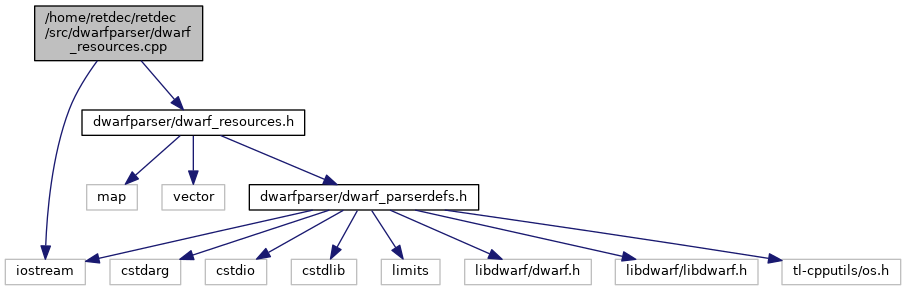 /home/retdec/retdec
/src/dwarfparser/dwarf
_resources.cpp
dwarfparser/dwarf_resources.h
map
vector
dwarfparser/dwarf_parserdefs.h
iostream
cstdarg
cstdio
cstdlib
limits
libdwarf/dwarf.h
libdwarf/libdwarf.h
tl-cpputils/os.h